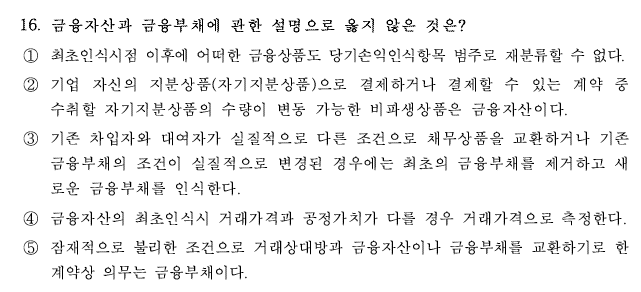 16. 금융자산과 금융부채에 관한 설명으로 옳지 않은 것은?
① 최초인식시점 이후에 어떠한 금융상품도 당기손익인식항목 범주로 재분류할 수 없다.
② 기업 자신의 지분상품(자기지분상품)으로 결제하거나 결제할 수 있는 계약 중
수취할 자기지분상품의 수량이 변동 가능한 비파생상품은 금융자산이다.
③ 기존 차입자와 대여자가 실질적으로 다른 조건으로 채무상품을 교환하거나 기존
금융부채의 조건이 실질적으로 변경된 경우에는 최초의 금융부채를 제거하고 새
로운 금융부채를 인식한다.
④ 금융자산의 최초인식시 거래가격과 공정가치가 다를 경우 거래가격으로 측정한다.
⑤ 잠재적으로 불리한 조건으로 거래상대방과 금융자산이나 금융부채를 교환하기로 한
계약상 의무는 금융부채이다.